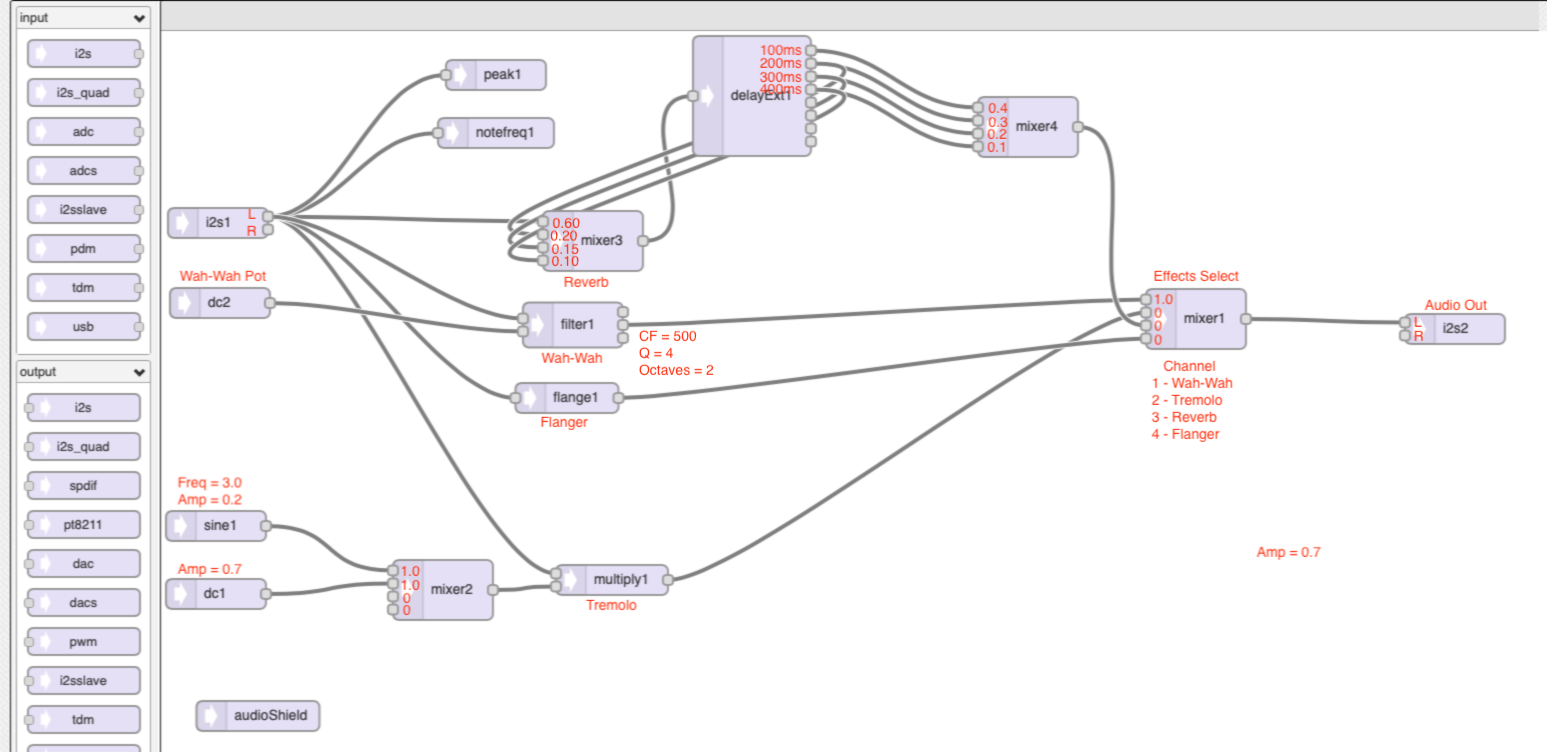 input
i2s
i2s_quad
adc
adcs
i2sslave
pdm
tdm
usb
output
i2s
i2s_quad
spdif
pt8211
dac
dacs
pwm
i2sslave
tdm
peak1
notefreq1
100ms
200ms
300ms
400ms
delayExt1
0.4
0.3
0.2
0.1
mixer4
i2s1
L
R
0.60
0.20
0.15
0.10
mixer3
Reverb
Wah-Wah Pot
dc2
filter1
Wah-Wah
CF = 500
Q = 4
Octaves = 2
flange1
Flanger
Effects Select
1.0
0
0
0
mixer1
Channel
1 - Wah-Wah
2 - Tremolo
3 - Reverb
4 - Flanger
Audio Out
L
R
i2s2
Freq = 3.0
Amp = 0.2
sine1
Amp = 0.7
dc1
1.0
1.0
0
0
mixer2
multiply1
Tremolo
Amp = 0.7
audioShield